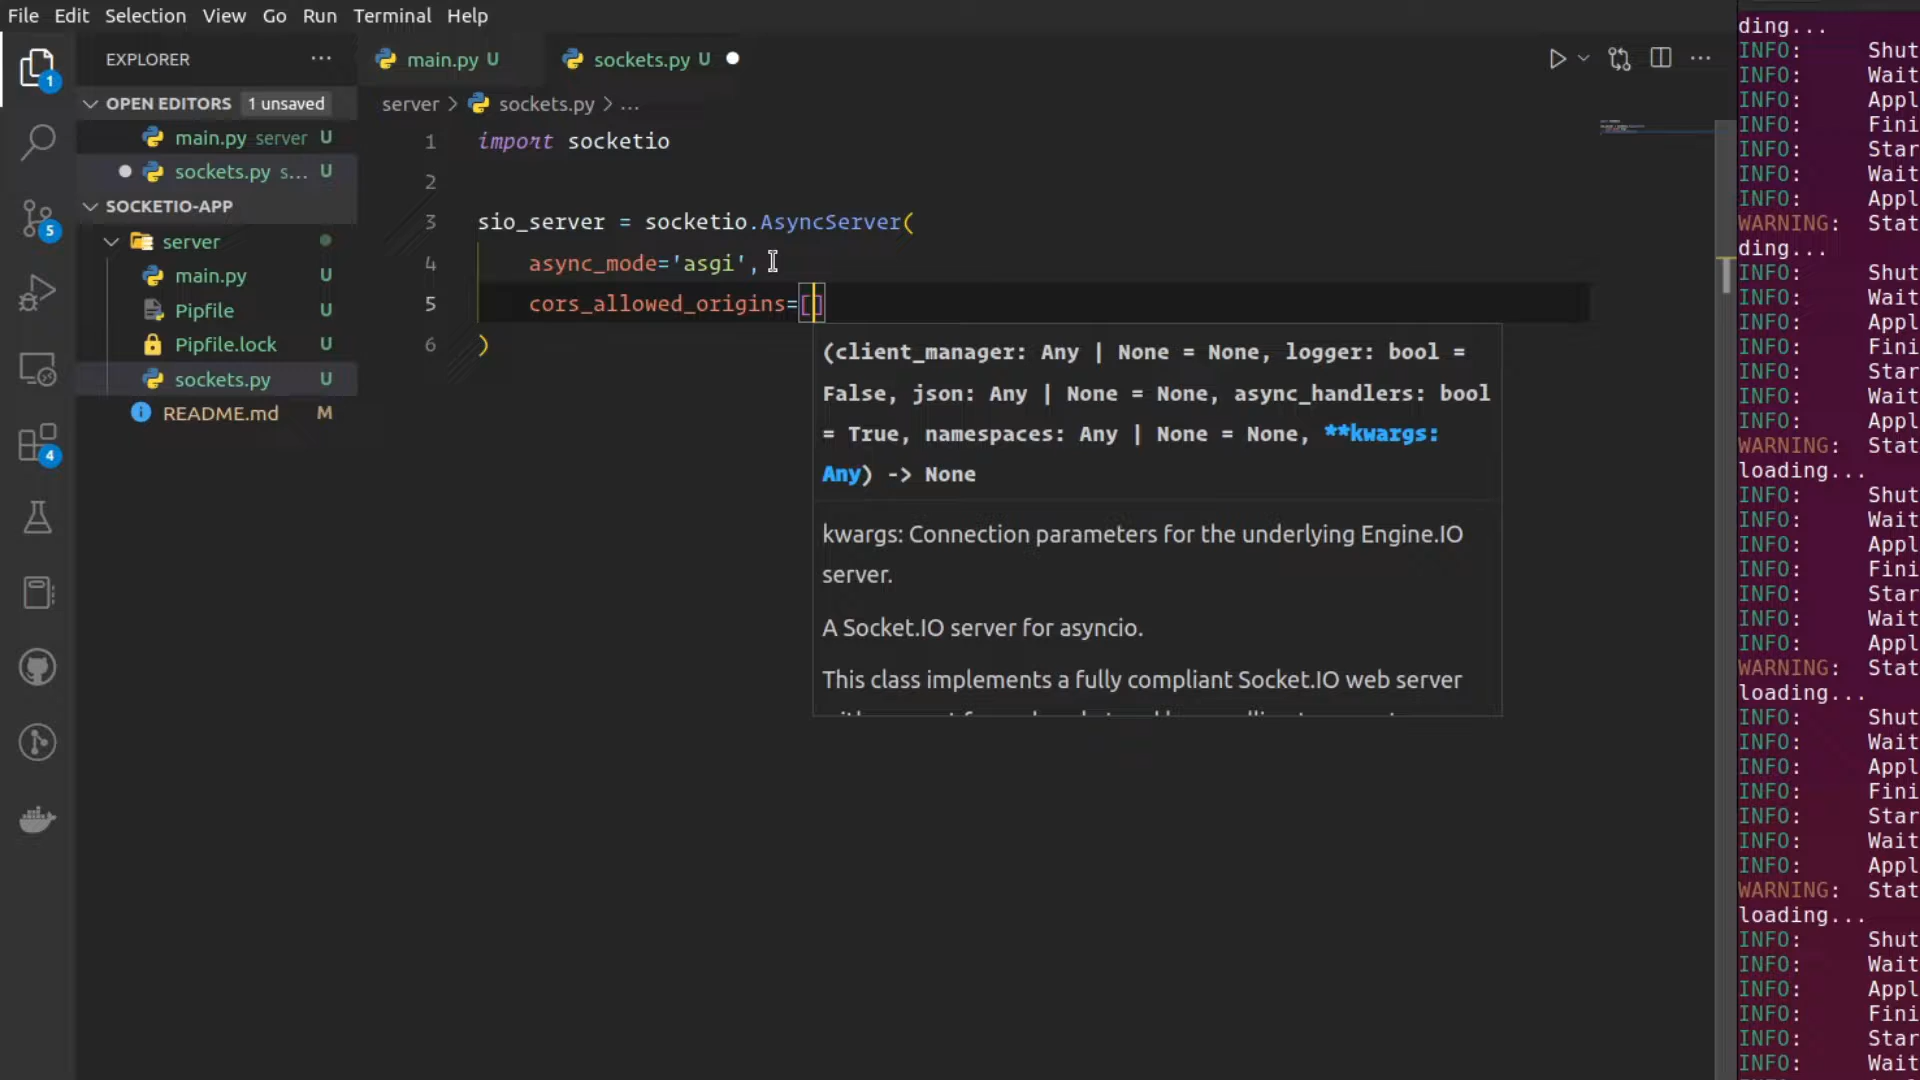 File Edit Selection View Go Run Terminal Help
EXPLORER
OPEN EDITORS 1 unsaved
main.py server U
sockets.py s... U
SOCKETIO-APP
server
main.py U
Pipfile U
Pipfile.lock U
sockets.py U
README.md M
1
5
4
main.py U
sockets.py U
server > sockets.py > ...
1 import socketio
2
3 sio_server = socketio.AsyncServer(
4 async_mode='asgi',
5 cors_allowed_origins=[]
6 )
(client_manager: Any | None = None, logger: bool =
False, json: Any | None = None, async_handlers: bool
= True, namespaces: Any | None = None, **kwargs:
Any) -> None
kwargs: Connection parameters for the underlying Engine.IO
server.
A Socket.IO server for asyncio.
This class implements a fully compliant Socket.IO web server
ding...
INFO: Shut
INFO: Wait
INFO: Appl
INFO: Fini
INFO: Star
INFO: Wait
INFO: Appl
WARNING: Stat
ding...
INFO: Shut
INFO: Wait
INFO: Appl
INFO: Fini
INFO: Star
INFO: Wait
INFO: Appl
WARNING: Stat
loading...
INFO: Shut
INFO: Wait
INFO: Appl
INFO: Fini
INFO: Star
INFO: Wait
INFO: Appl
WARNING: Stat
loading...
INFO: Shut
INFO: Wait
INFO: Appl
INFO: Fini
INFO: Star
INFO: Wait
INFO: Appl
WARNING: Stat
loading...
INFO: Shut
INFO: Wait
INFO: Appl
INFO: Fini
INFO: Star
INFO: Wait